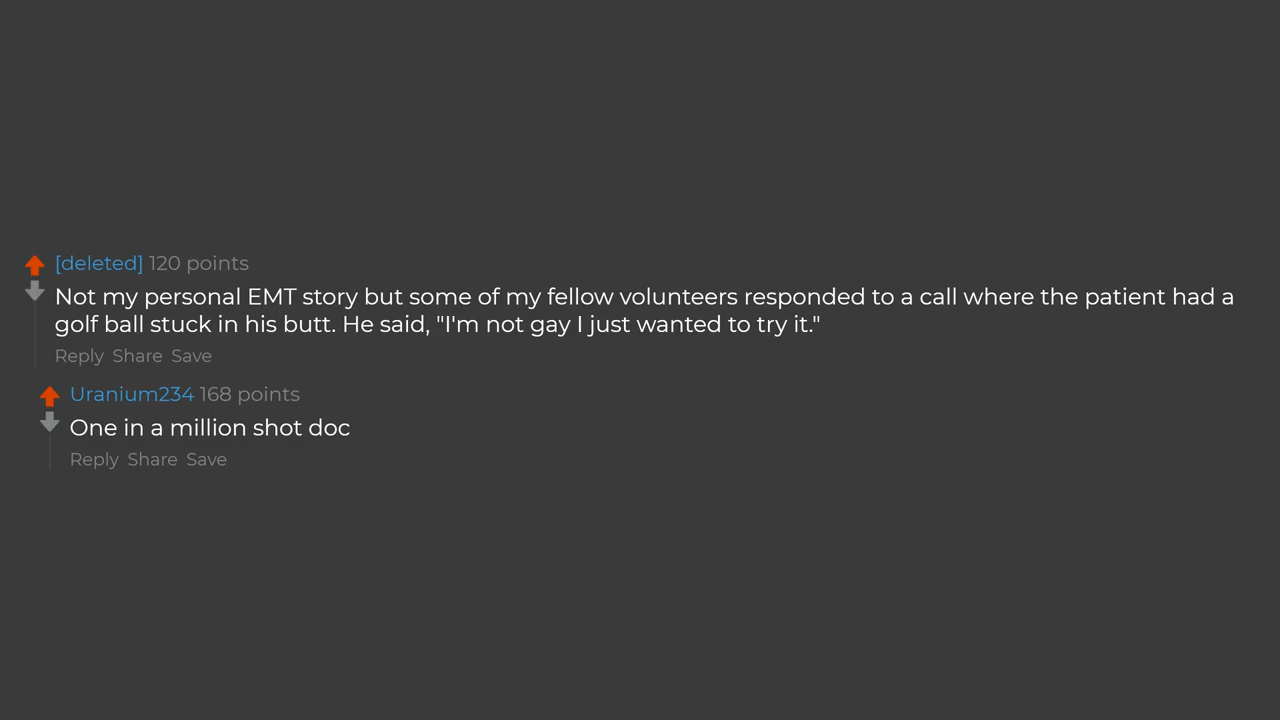 [deleted] 120 points
Not my personal EMT story but some of my fellow volunteers responded to a call where the patient had a
golf ball stuck in his butt. He said, "I'm not gay I just wanted to try it."
Reply Share Save
Uranium234 168 points
One in a million shot doc
Reply Share Save